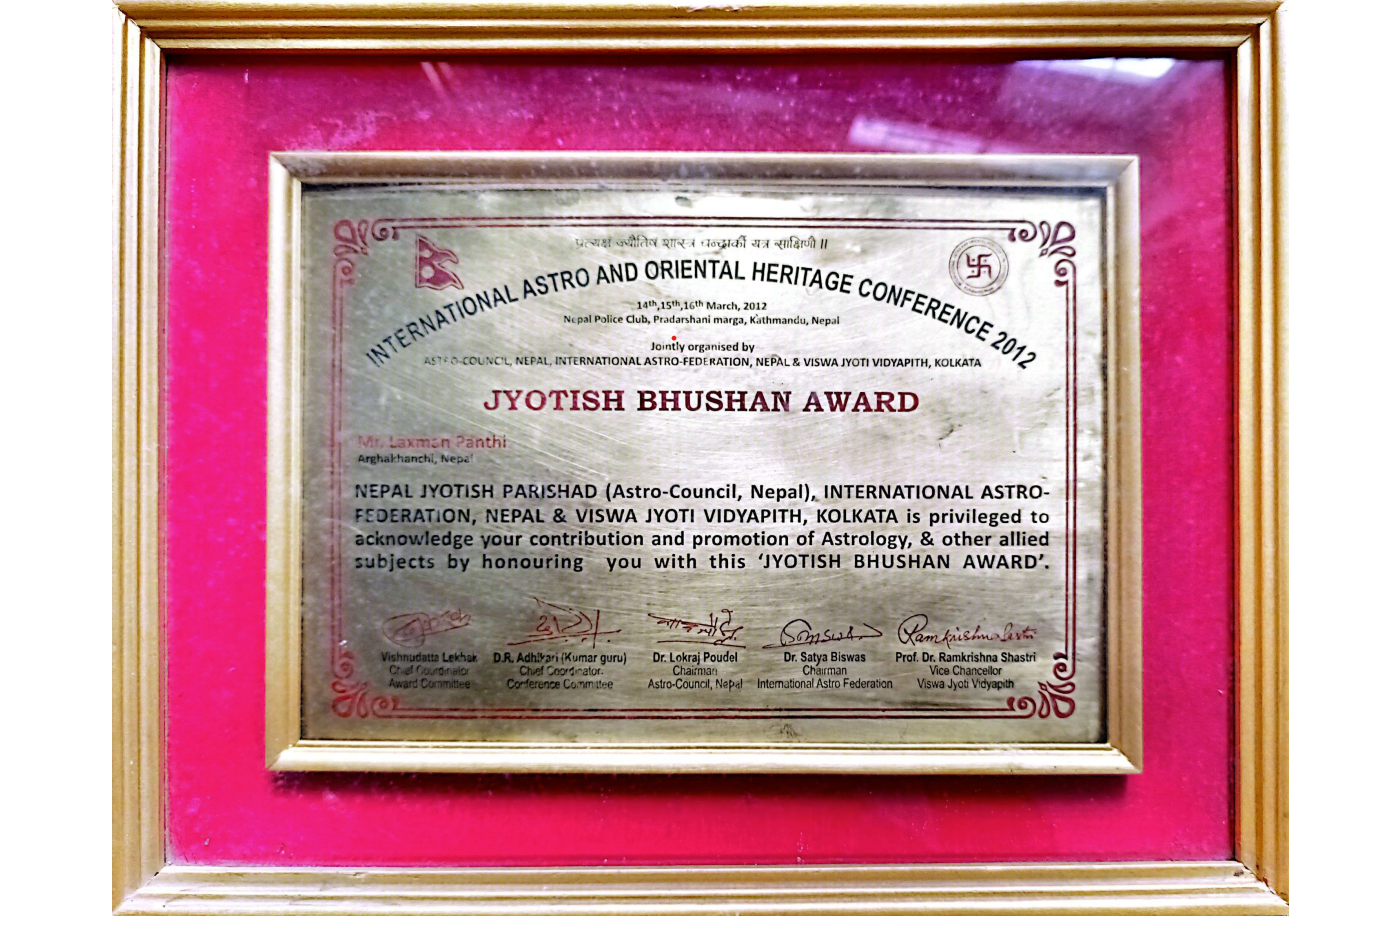 प्रत्यक्ष ज्यौतिष शास्त्र चन्द्रार्कौ यत्र साक्षिणौ ॥
INTERNATIONAL ASTRO AND ORIENTAL HERITAGE CONFERENCE 2012
14th,15th,16th March, 2012
Nepal Police Club, Pradarshani marga, Kathmandu, Nepal
Jointly organised by
ASTRO-COUNCIL, NEPAL, INTERNATIONAL ASTRO-FEDERATION, NEPAL & VISWA JYOTI VIDYAPITH, KOLKATA
JYOTISH BHUSHAN AWARD
Mr. Laxman Panthi
Arghakhanchi, Nepal
NEPAL JYOTISH PARISHAD (Astro-Council, Nepal), INTERNATIONAL ASTRO-
FEDERATION, NEPAL & VISWA JYOTI VIDYAPITH, KOLKATA is privileged to
acknowledge your contribution and promotion of Astrology, & other allied
subjects by honouring you with this ‘JYOTISH BHUSHAN AWARD’.
Vishnudatta Lekhak D.R. Adhikari (Kumar guru) Dr. Lokraj Poudel Dr. Satya Biswas Prof. Dr. Ramkrishna Shastri
Chief Coordinator Chief Coordinator Chairman Chairman Vice Chancellor
Award Committee Conference Committee Astro-Council, Nepal International Astro Federation Viswa Jyoti Vidyapith